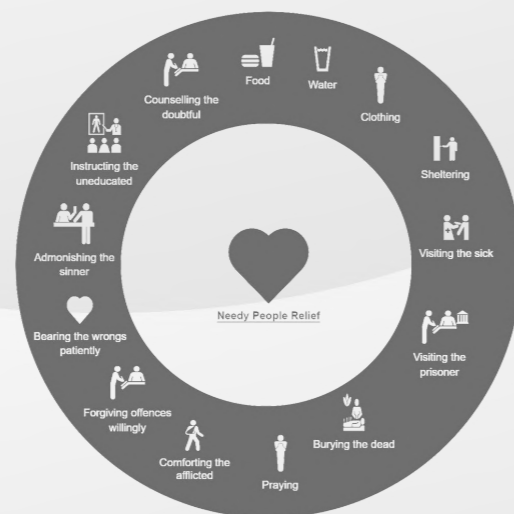 Food
Water
Clothing
Sheltering
Visiting the sick
Visiting the
prisoner
Burying the dead
Praying
Comforting the
afflicted
Forgiving offences
willingly
Bearing the wrongs
patiently
Admonishing the
sinner
Instructing the
uneducated
Counselling the
doubtful
Needy People Relief